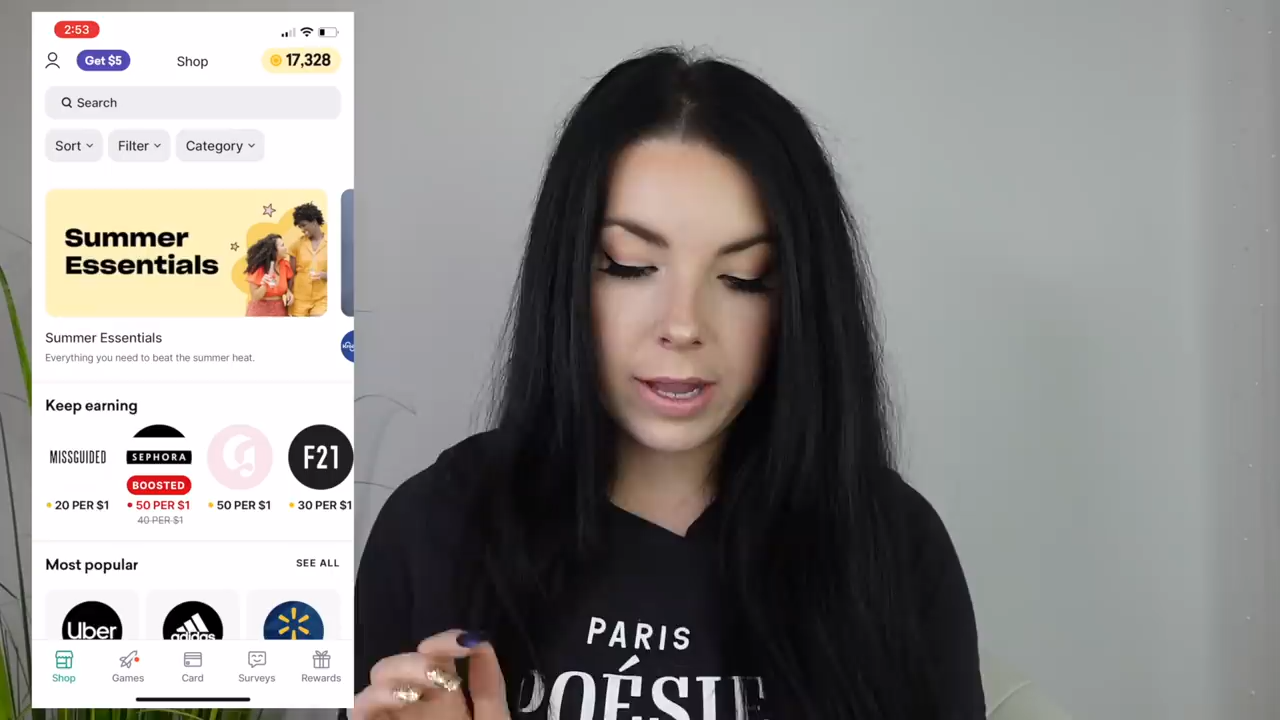 2:53
Get $5
Shop
17,328
Search
Sort
Filter
Category
Summer
Essentials
Summer Essentials
Everything you need to beat the summer heat.
Keep earning
MISSGUIDED
SEPHORA
F21
BOOSTED
20 PER $1
50 PER $1
50 PER $1
30 PER $1
40 PER $1
Most popular
SEE ALL
Uber
adidas
Shop
Games
Card
Surveys
Rewards
PARIS
POÉSIE